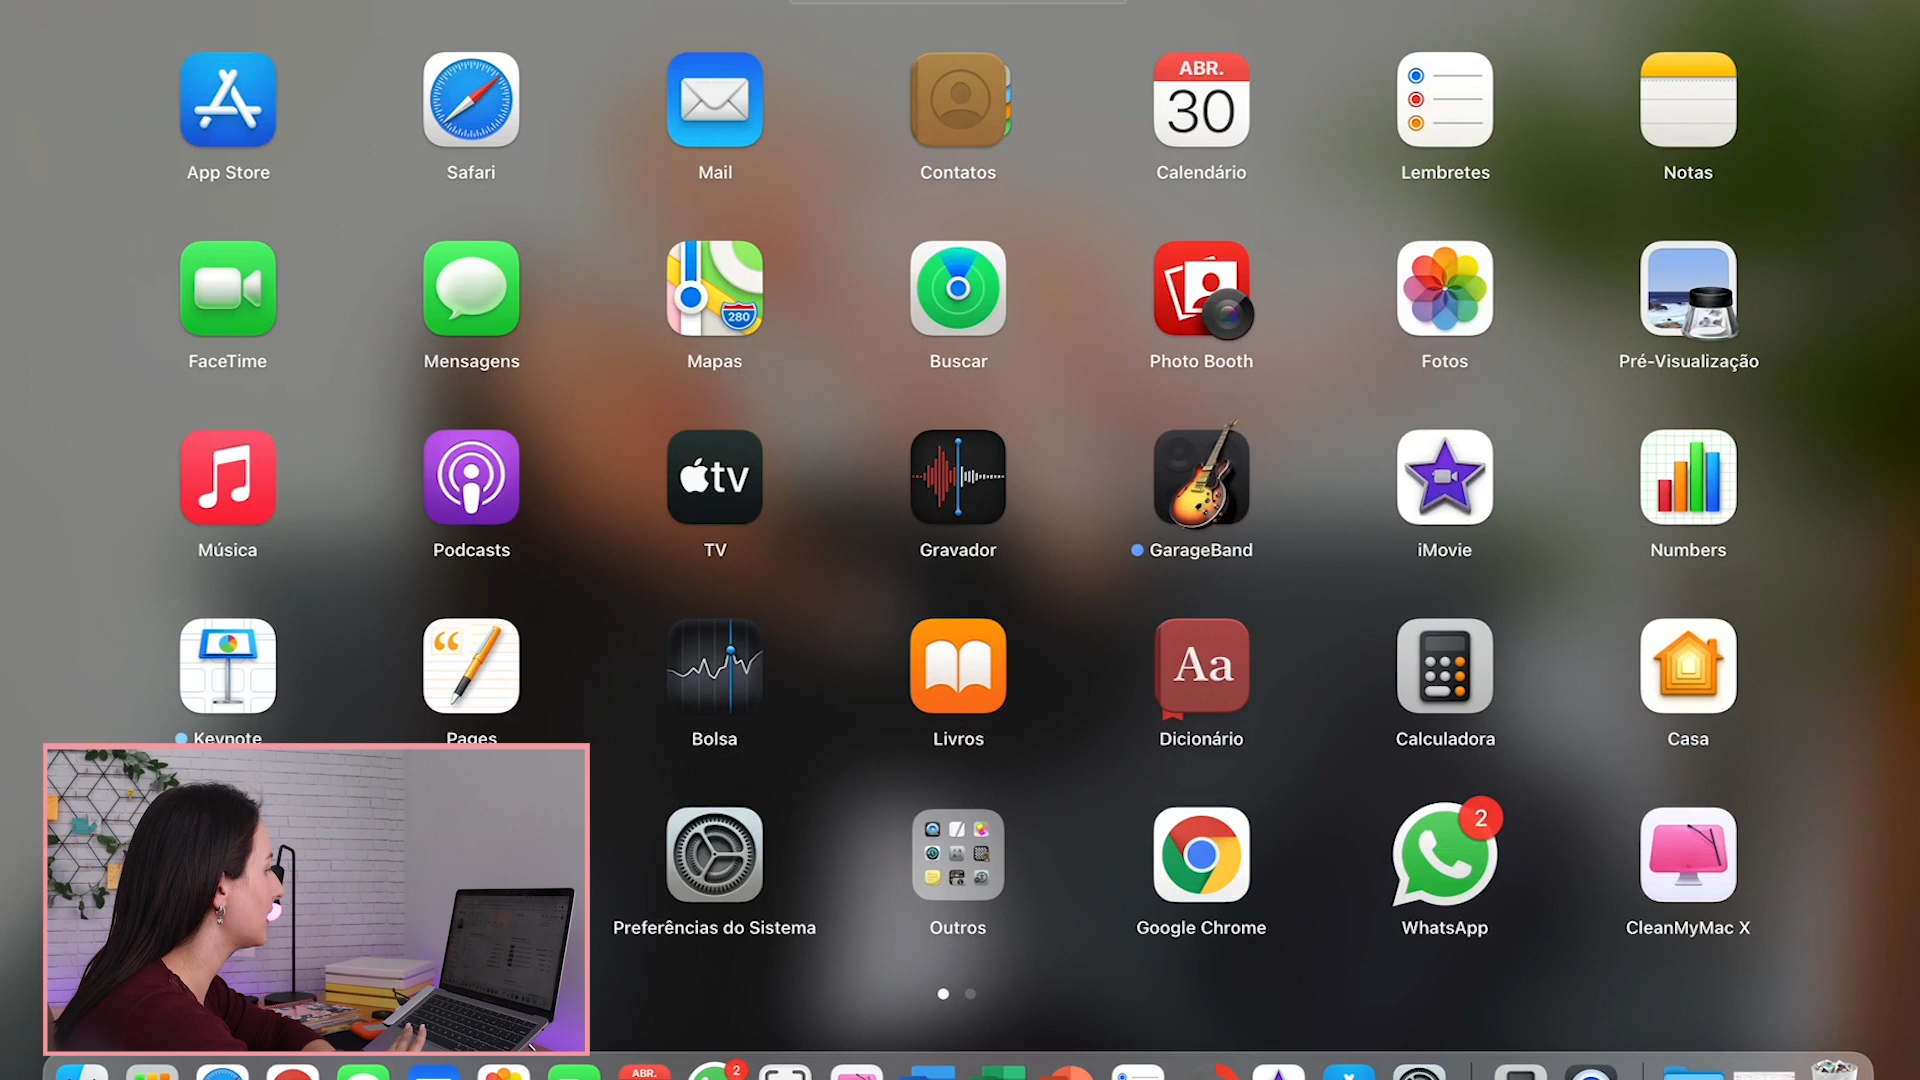 App Store
Safari
Mail
Contatos
ABR.
30
Calendário
Lembretes
Notas
FaceTime
Mensagens
280
Mapas
Buscar
Photo Booth
Fotos
Pré-Visualização
Música
Podcasts
tv
TV
Gravador
GarageBand
iMovie
Numbers
Keynote
Pages
Bolsa
Livros
Aa
Dicionário
Calculadora
Casa
Preferências do Sistema
Outros
Google Chrome
2
WhatsApp
CleanMyMac X
ABR.
2